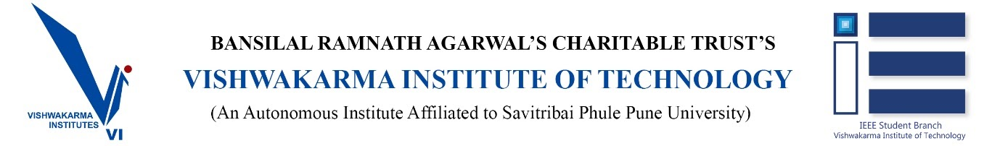 VISHWAKARMA
INSTITUTES
VI
BANSILAL RAMNATH AGARWAL’S CHARITABLE TRUST’S
VISHWAKARMA INSTITUTE OF TECHNOLOGY
(An Autonomous Institute Affiliated to Savitribai Phule Pune University)
IEEE Student Branch
Vishwakarma Institute of Technology